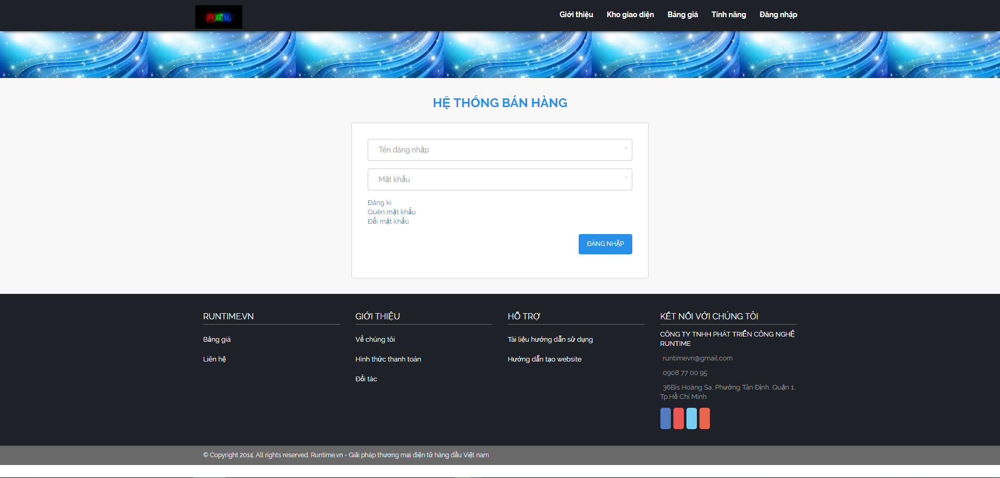 RGB
Giới thiệu
Kho giao diện
Bảng giá
Tính năng
Đăng nhập
HỆ THỐNG BÁN HÀNG
Tên đăng nhập *
Mật khẩu *
Đăng kí
Quên mật khẩu
Đổi mật khẩu
ĐĂNG NHẬP
RUNTIME.VN
Bảng giá
Liên hệ
GIỚI THIỆU
Về chúng tôi
Hình thức thanh toán
Đối tác
HỖ TRỢ
Tài liệu hướng dẫn sử dụng
Hướng dẫn tạo website
KẾT NỐI VỚI CHÚNG TÔI
CÔNG TY TNHH PHÁT TRIỂN CÔNG NGHỆ
RUNTIME
runtimevn@gmail.com
0908 77 00 95
36Bis Hoàng Sa, Phường Tân Định, Quận 1,
Tp.Hồ Chí Minh
© Copyright 2014. All rights reserved. Runtime.vn - Giải pháp thương mại điện tử hàng đầu Việt nam